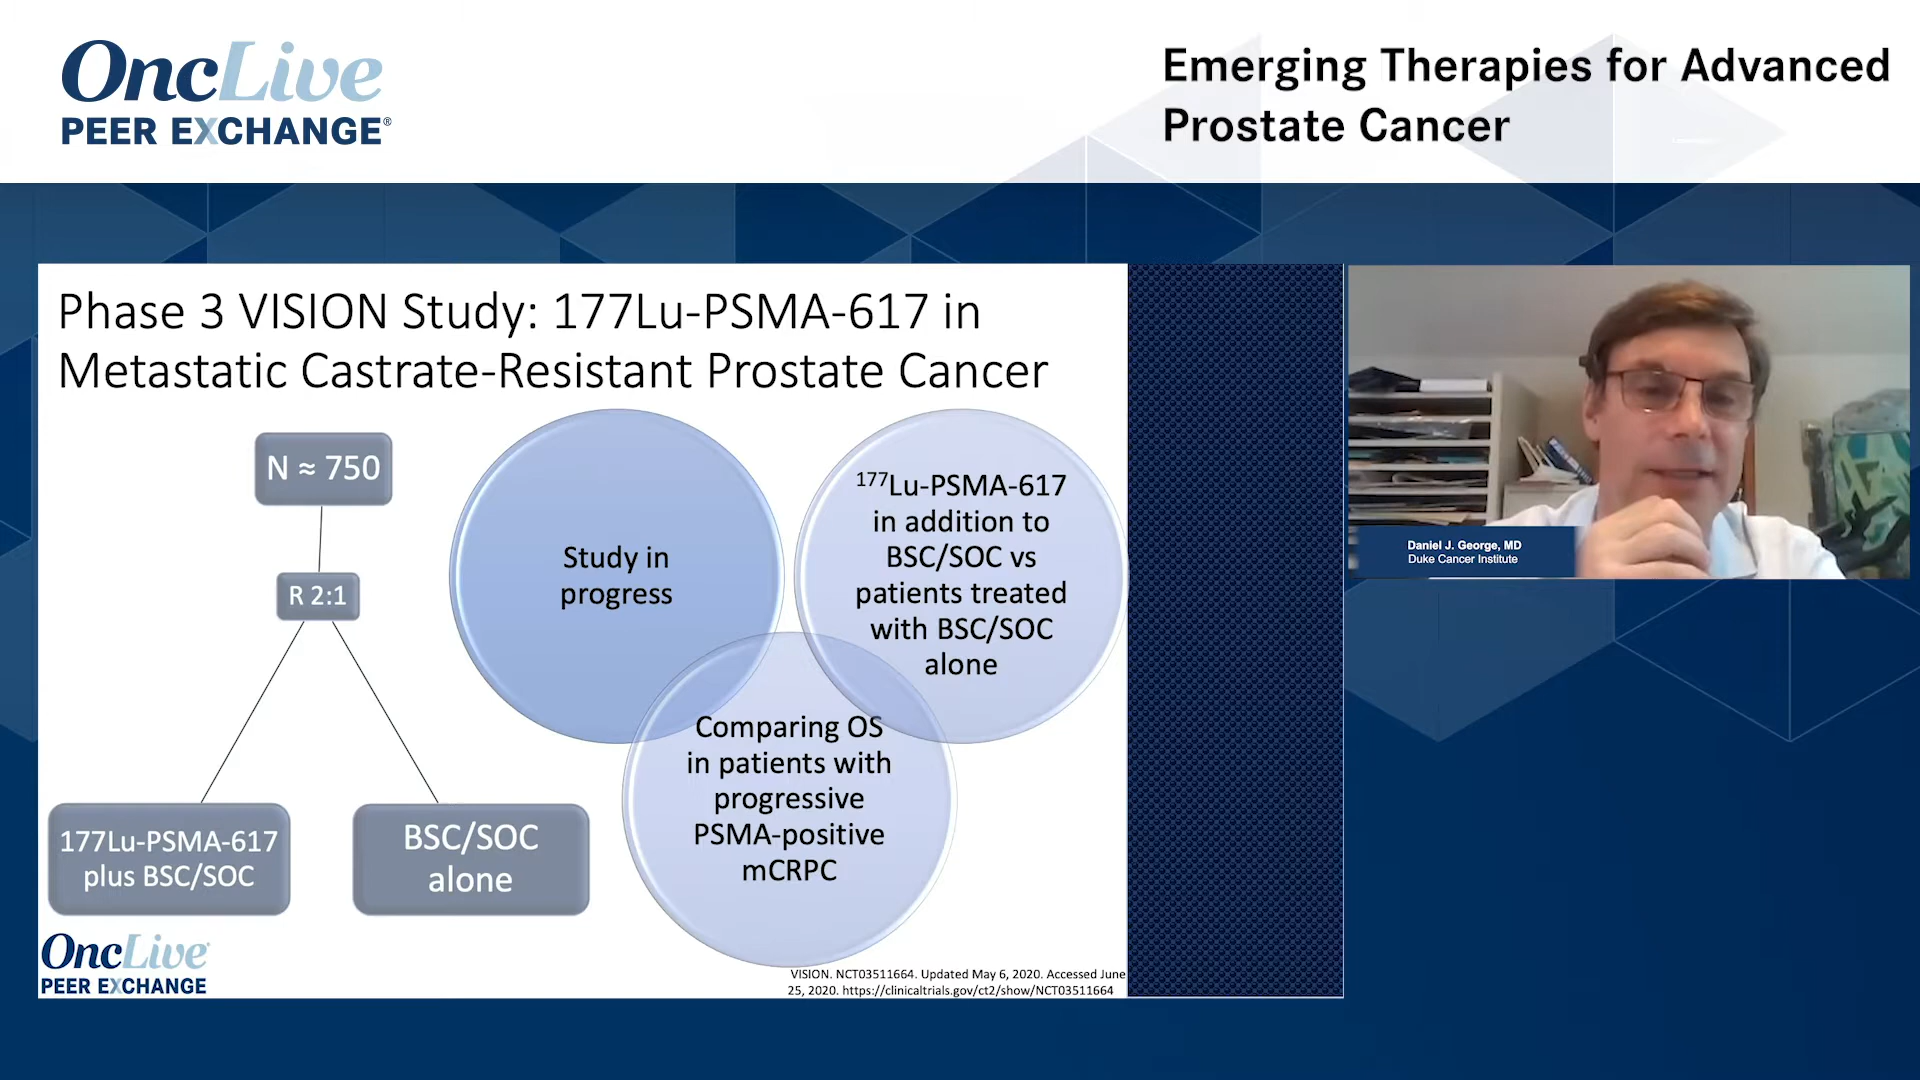 OncLive
PEER EXCHANGE®
Emerging Therapies for Advanced
Prostate Cancer
Phase 3 VISION Study: 177Lu-PSMA-617 in
Metastatic Castrate-Resistant Prostate Cancer
N ≈ 750
R 2:1
177Lu-PSMA-617
plus BSC/SOC
BSC/SOC
alone
Study in
progress
¹⁷⁷Lu-PSMA-617
in addition to
BSC/SOC vs
patients treated
with BSC/SOC
alone
Comparing OS
in patients with
progressive
PSMA-positive
mCRPC
OncLive
PEER EXCHANGE
VISION. NCT03511664. Updated May 6, 2020. Accessed June
25, 2020. https://clinicaltrials.gov/ct2/show/NCT03511664
Daniel J. George, MD
Duke Cancer Institute